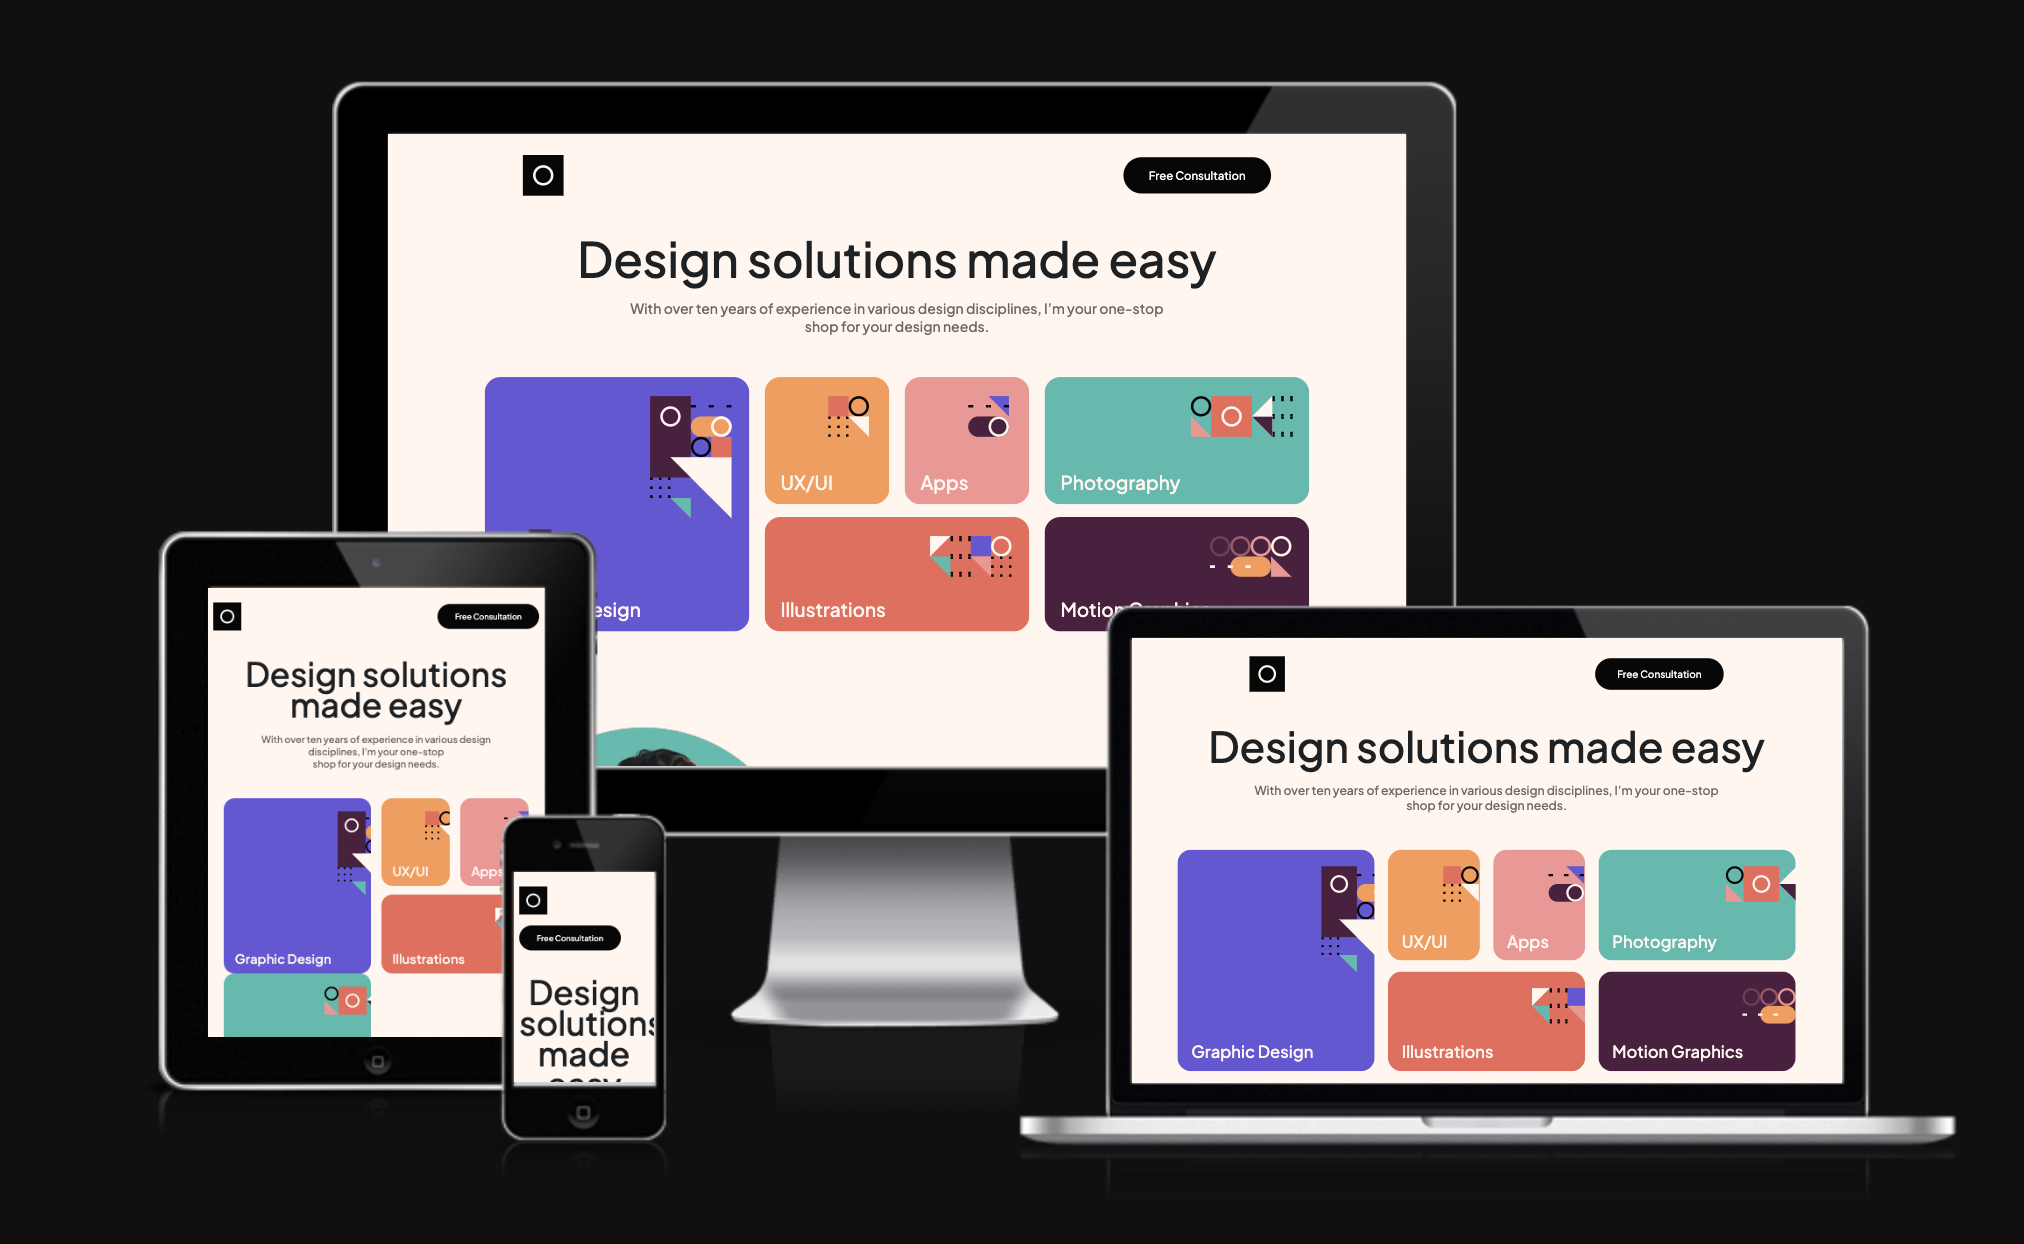 Free Consultation
Design solutions made easy
With over ten years of experience in various design disciplines, I'm your one-stop
shop for your design needs.
UX/UI
Apps
Photography
esign
Illustrations
Free Consultation
Design solutions
made easy
With over ten years of experience in various design
disciplines, I'm your one-stop
shop for your design needs.
UX/UI
Apps
Graphic Design
Illustrations
Free Consultation
Design
solutions
made
easy
Free Consultation
Design solutions made easy
With over ten years of experience in various design disciplines, I'm your one-stop
shop for your design needs.
UX/UI
Apps
Photography
Graphic Design
Illustrations
Motion Graphics